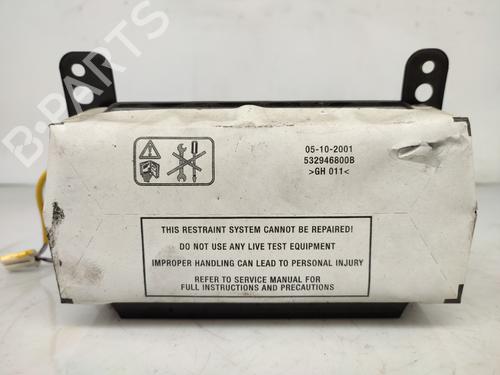 B-PARTS
05-10-2001
532946800B
>GH 011<
THIS RESTRAINT SYSTEM CANNOT BE REPAIRED!
DO NOT USE ANY LIVE TEST EQUIPMENT
IMPROPER HANDLING CAN LEAD TO PERSONAL INJURY
REFER TO SERVICE MANUAL FOR
FULL INSTRUCTIONS AND PRECAUTIONS